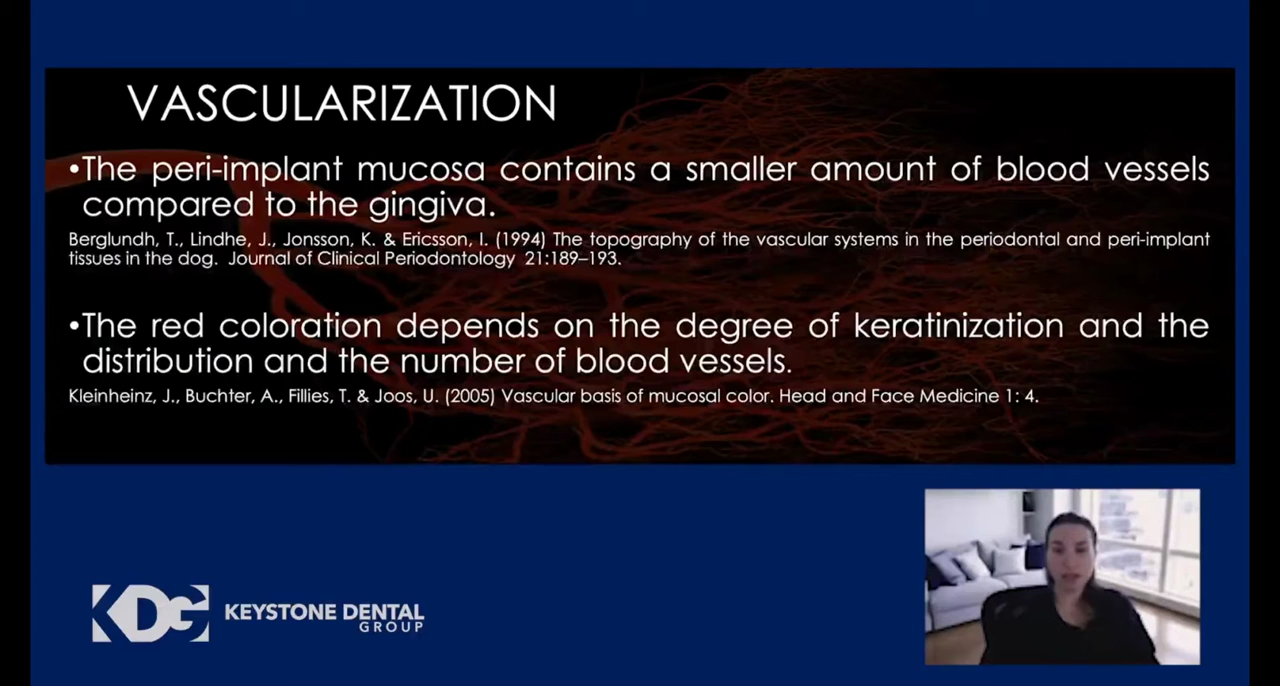 VASCULARIZATION
•The peri-implant mucosa contains a smaller amount of blood vessels
compared to the gingiva.
Berglundh, T., Lindhe, J., Jonsson, K. & Ericsson, I. (1994) The topography of the vascular systems in the periodontal and peri-implant
tissues in the dog. Journal of Clinical Periodontology 21:189–193.
•The red coloration depends on the degree of keratinization and the
distribution and the number of blood vessels.
Kleinheinz, J., Buchter, A., Fillies, T. & Joos, U. (2005) Vascular basis of mucosal color. Head and Face Medicine 1: 4.
KDG KEYSTONE DENTAL
GROUP